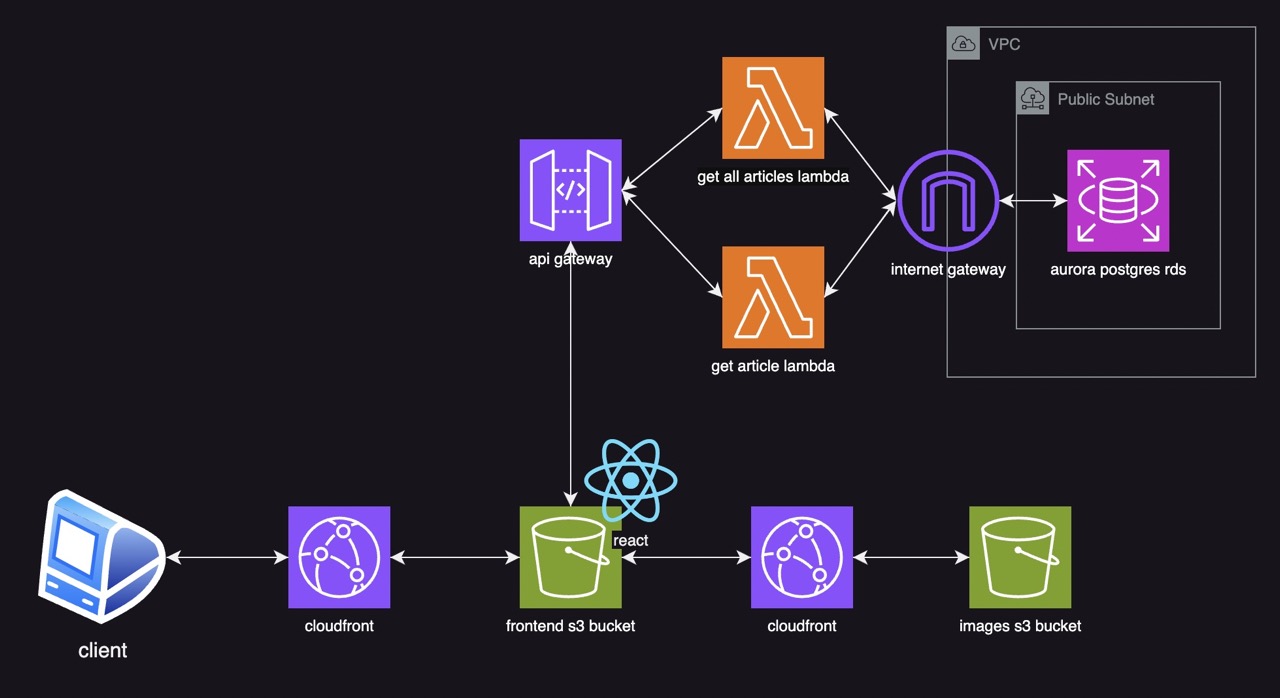 VPC
Public Subnet
get all articles lambda
api gateway
internet gateway
aurora postgres rds
get article lambda
react
cloudfront
frontend s3 bucket
cloudfront
images s3 bucket
client